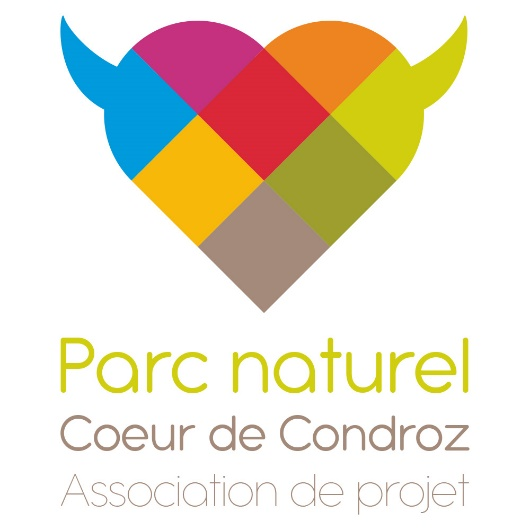 Parc naturel
Coeur de Condroz
Association de projet